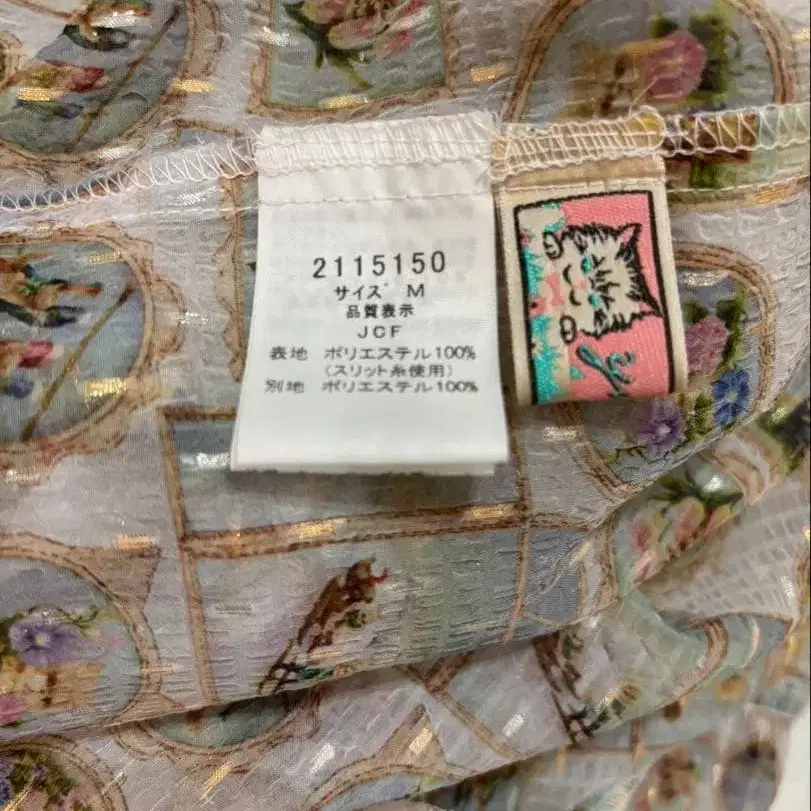 2115150
サイズ M
品質表示
JCF
表地 ポリエステル100%
(スリット糸使用)
別地 ポリエステル100%